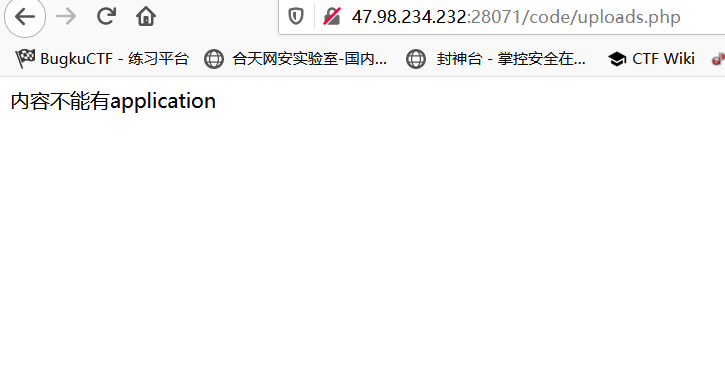 47.98.234.232:28071/code/uploads.php
BugkuCTF - 练习平台 合天网安实验室-国内... 封神台 - 掌控安全在... CTF Wiki
内容不能有application